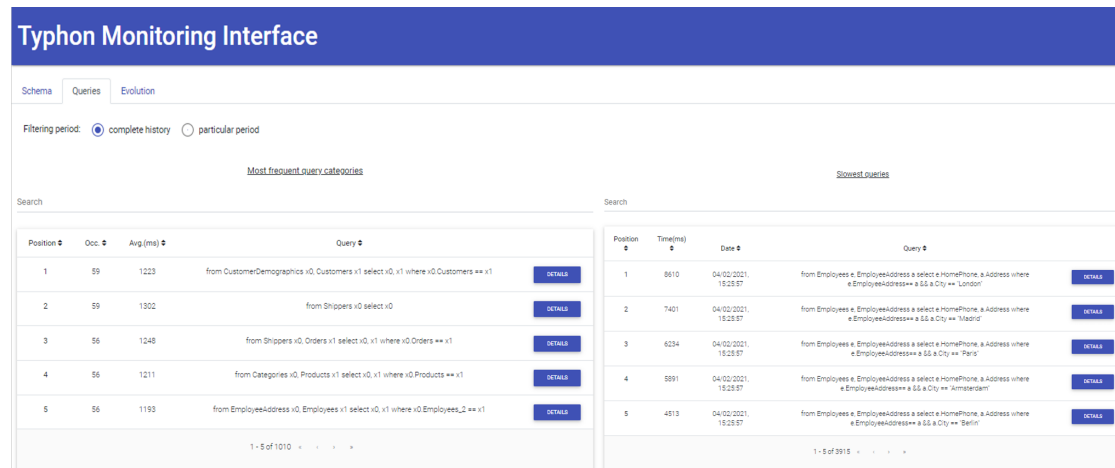 Typhon Monitoring Interface
Schema Queries Evolution
Filtering period: complete history particular period
Most frequent query categories
Search
Position Occ. Avg.(ms) Query
1 59 1223 from CustomerDemographics x0, Customers x1 select x0, x1 where x0.Customers == x1 DETAILS
2 59 1302 from Shippers x0 select x0 DETAILS
3 56 1248 from Shippers x0, Orders x1 select x0, x1 where x0.Orders == x1 DETAILS
4 56 1211 from Categories x0, Products x1 select x0, x1 where x0.Products == x1 DETAILS
5 56 1193 from EmployeeAddress x0, Employees x1 select x0, x1 where x0.Employees_2 == x1 DETAILS
1 - 5 of 1010 « ‹ › »
Slowest queries
Search
Position Time(ms) Date Query
1 8610 04/02/2021, from Employees e, EmployeeAddress a select e.HomePhone, a.Address where DETAILS
15:25:57 e.EmployeeAddress== a && a.City == "London"
2 7401 04/02/2021, from Employees e, EmployeeAddress a select e.HomePhone, a.Address where DETAILS
15:25:57 e.EmployeeAddress== a && a.City == "Madrid"
3 6234 04/02/2021, from Employees e, EmployeeAddress a select e.HomePhone, a.Address where DETAILS
15:25:57 e.EmployeeAddress== a && a.City == "Paris"
4 5891 04/02/2021, from Employees e, EmployeeAddress a select e.HomePhone, a.Address where DETAILS
15:25:57 e.EmployeeAddress== a && a.City == "Armsterdam"
5 4513 04/02/2021, from Employees e, EmployeeAddress a select e.HomePhone, a.Address where DETAILS
15:25:57 e.EmployeeAddress== a && a.City == "Berlin"
1 - 5 of 3915 « ‹ › »